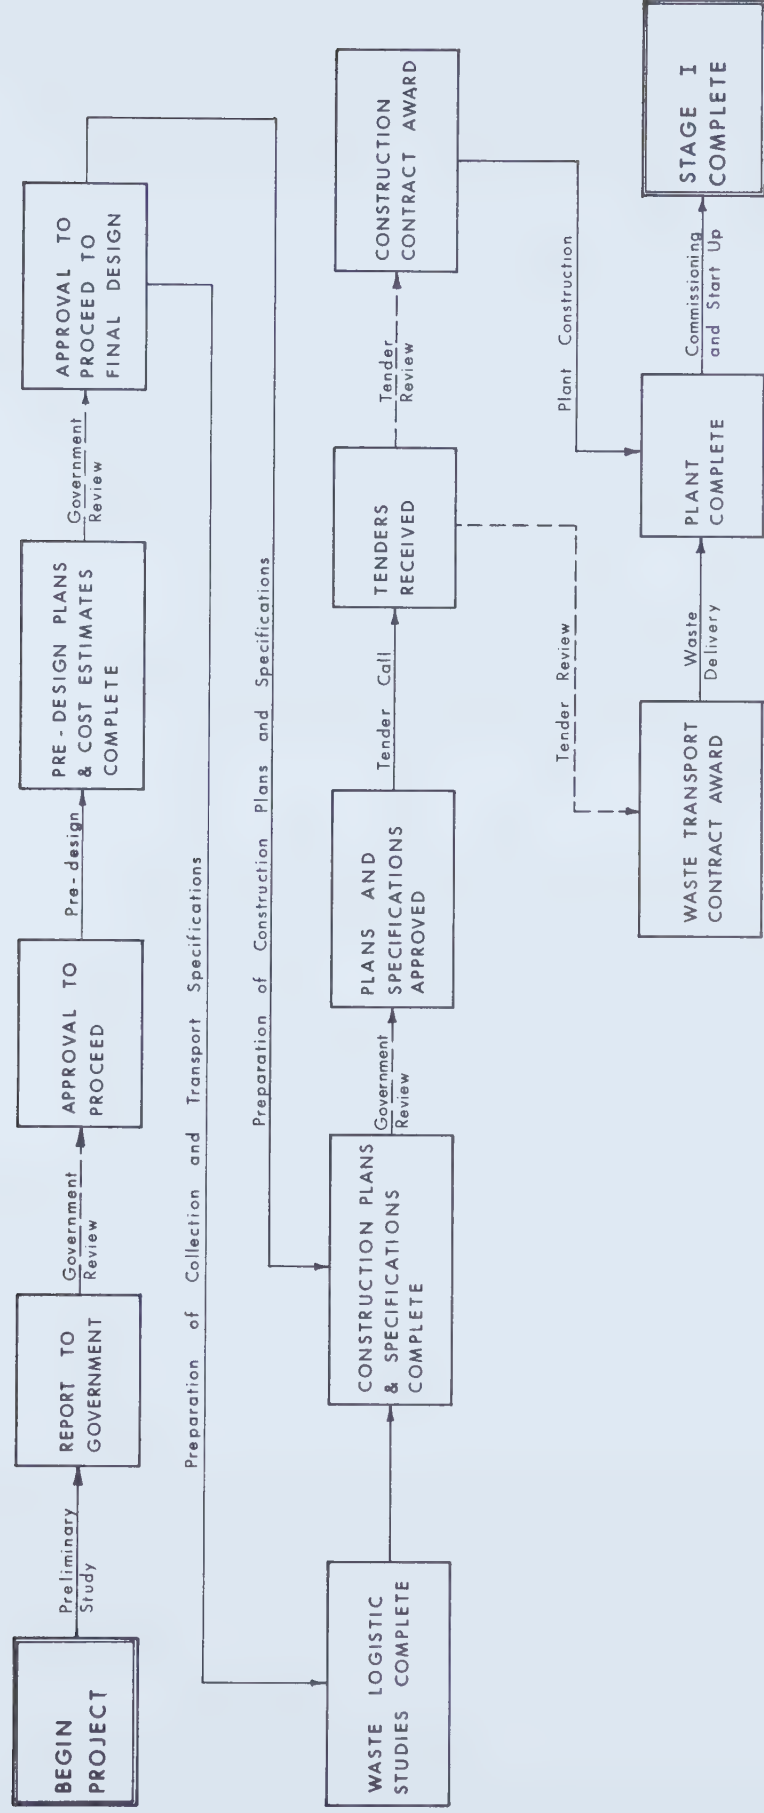 BEGIN
PROJECT
Preliminary
Study
REPORT TO
GOVERNMENT
Government
Review
APPROVAL TO
PROCEED
Pre-design
PRE-DESIGN PLANS
& COST ESTIMATES
COMPLETE
Government
Review
APPROVAL TO
PROCEED TO
FINAL DESIGN
Preparation of Collection and Transport Specifications
Preparation of Construction Plans and Specifications
WASTE LOGISTIC
STUDIES COMPLETE
CONSTRUCTION PLANS
& SPECIFICATIONS
COMPLETE
Government
Review
PLANS AND
SPECIFICATIONS
APPROVED
Tender Call
TENDERS
RECEIVED
Tender
Review
CONSTRUCTION
CONTRACT AWARD
Tender Review
Plant Construction
WASTE TRANSPORT
CONTRACT AWARD
Waste
Delivery
PLANT
COMPLETE
Commissioning
and Start Up
STAGE I
COMPLETE